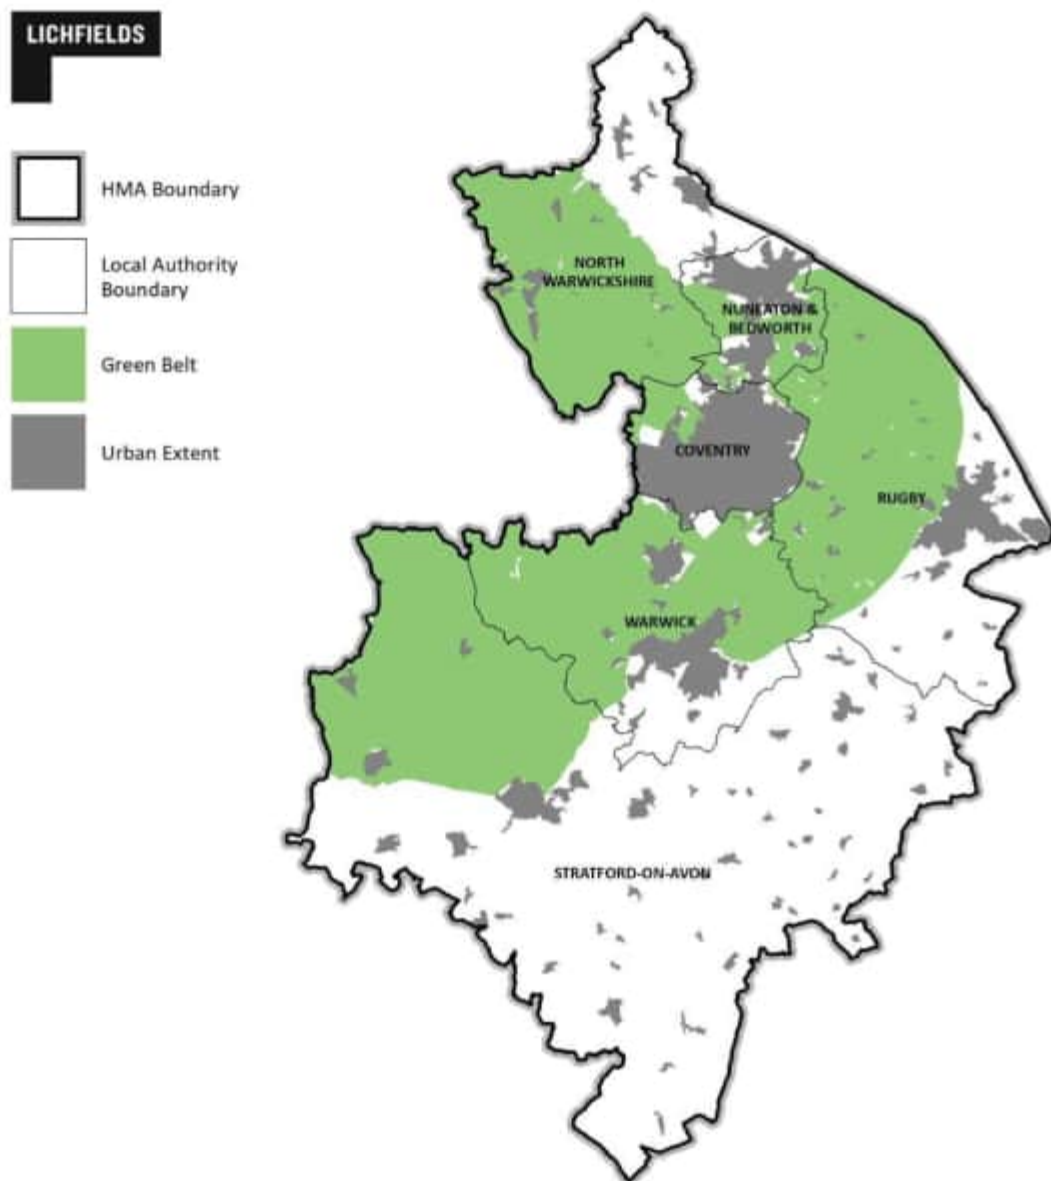 LICHFIELDS
HMA Boundary
Local Authority
Boundary
Green Belt
Urban Extent
NORTH
WARWICKSHIRE
NUNEATON &
BEDWORTH
COVENTRY
RUGBY
WARWICK
STRATFORD-ON-AVON